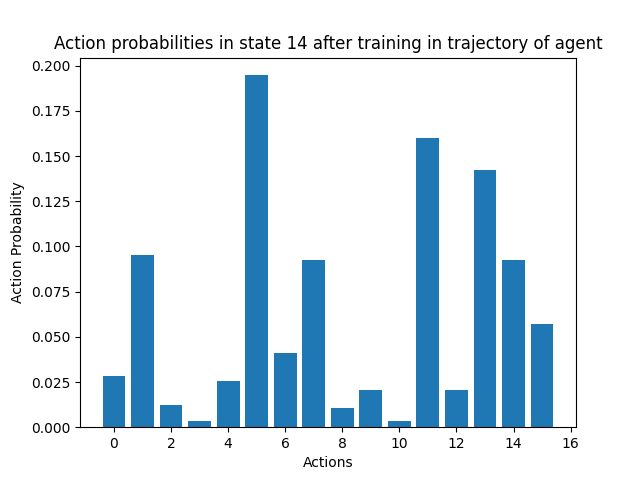 Action probabilities in state 14 after training in trajectory of agent
0.200
0.175
0.150
0.125
0.100
0.075
0.050
0.025
0.000
Action Probability
0 2 4 6 8 10 12 14 16
Actions